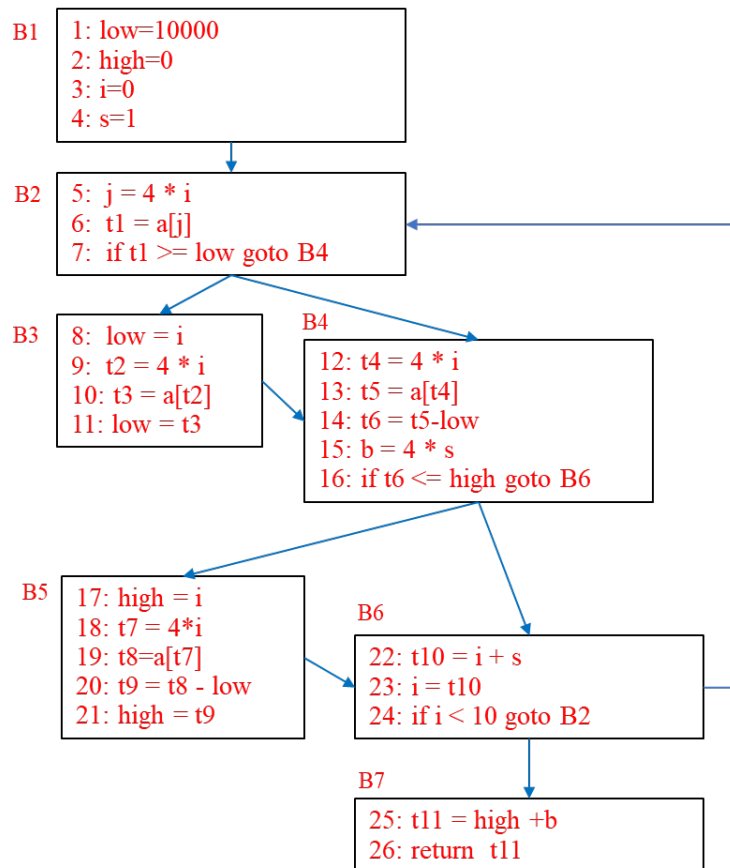 B1
1: low=10000
2: high=0
3: i=0
4: s=1
B2
5: j = 4 * i
6: t1 = a[j]
7: if t1 >= low goto B4
B3
8: low = i
9: t2 = 4 * i
10: t3 = a[t2]
11: low = t3
B4
12: t4 = 4 * i
13: t5 = a[t4]
14: t6 = t5-low
15: b = 4 * s
16: if t6 <= high goto B6
B5
17: high = i
18: t7 = 4*i
19: t8=a[t7]
20: t9 = t8 - low
21: high = t9
B6
22: t10 = i + s
23: i = t10
24: if i < 10 goto B2
B7
25: t11 = high +b
26: return t11